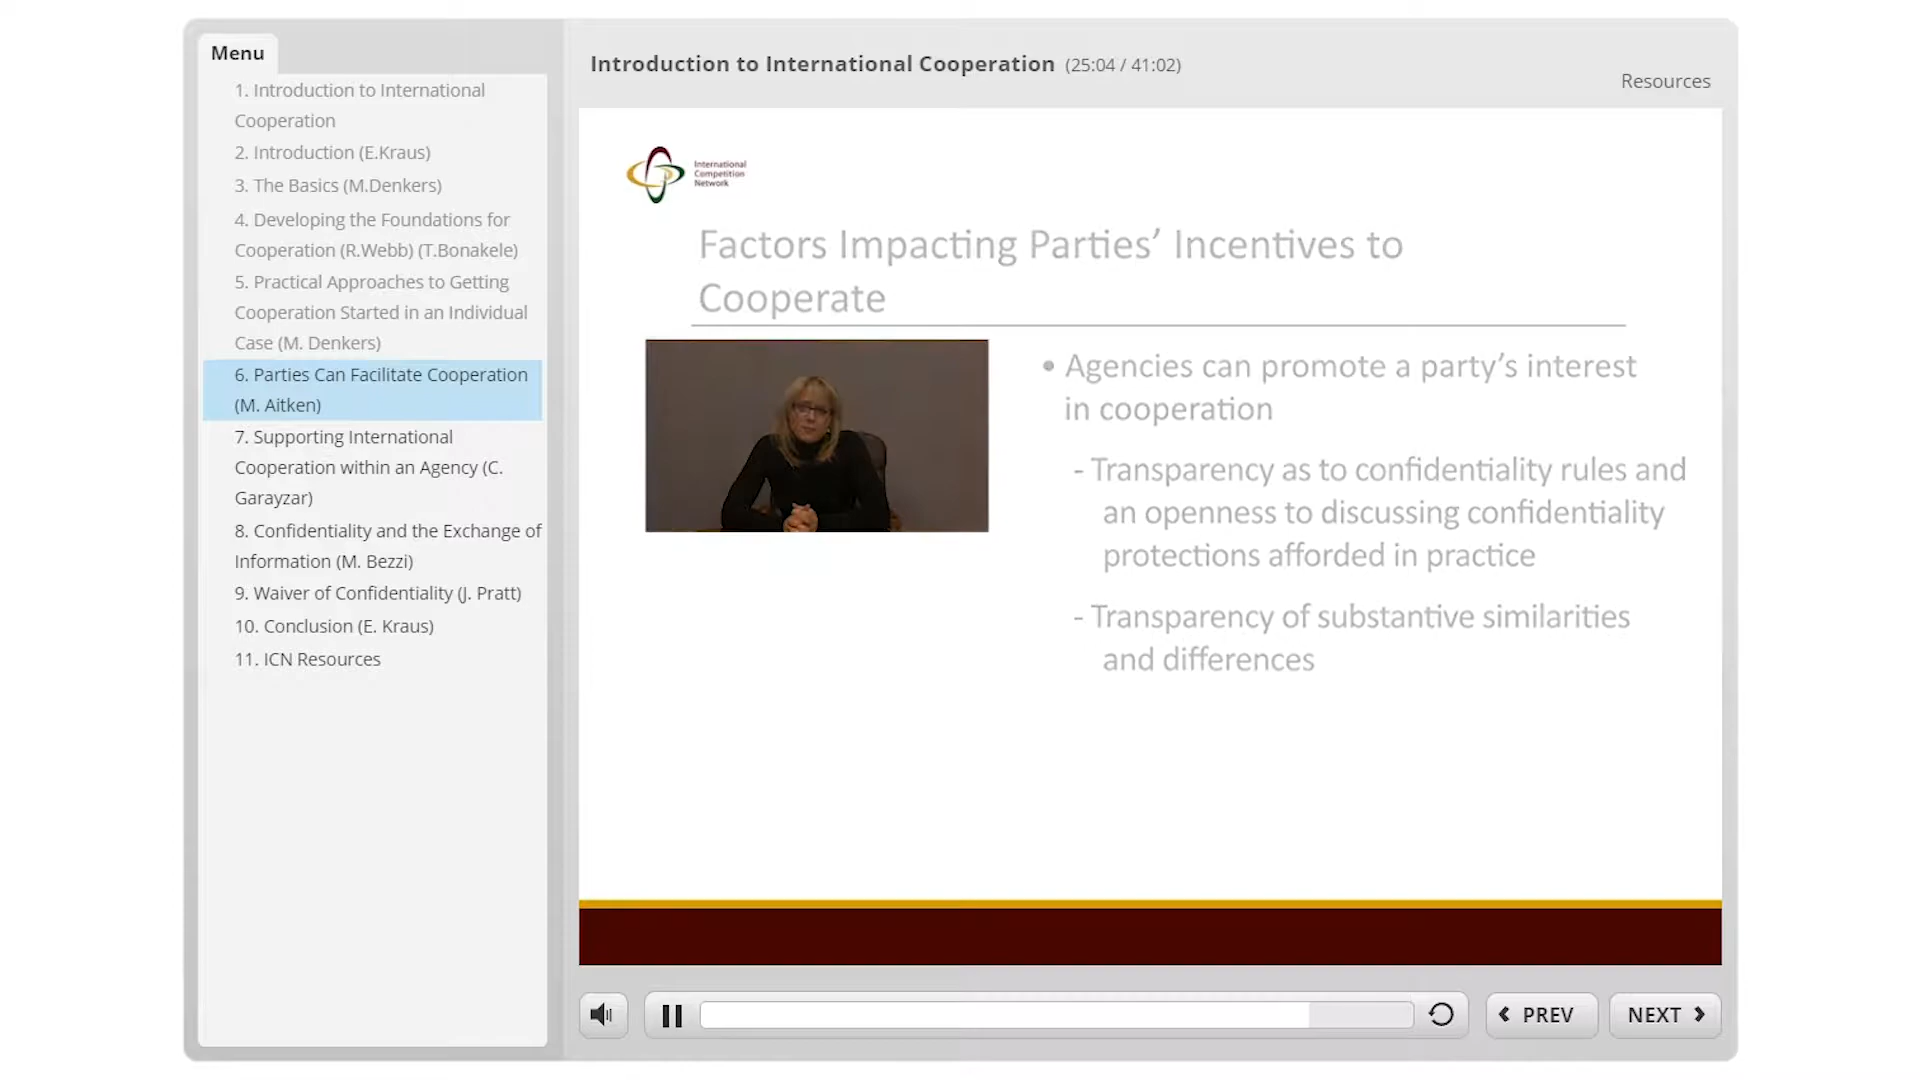 Menu
1. Introduction to International
Cooperation
2. Introduction (E.Kraus)
3. The Basics (M.Denkers)
4. Developing the Foundations for
Cooperation (R.Webb) (T.Bonakele)
5. Practical Approaches to Getting
Cooperation Started in an Individual
Case (M. Denkers)
6. Parties Can Facilitate Cooperation
(M. Aitken)
7. Supporting International
Cooperation within an Agency (C.
Garayzar)
8. Confidentiality and the Exchange of
Information (M. Bezzi)
9. Waiver of Confidentiality (J. Pratt)
10. Conclusion (E. Kraus)
11. ICN Resources
Introduction to International Cooperation (25:04 / 41:02)
Resources
International
Competition
Network
Factors Impacting Parties’ Incentives to
Cooperate
• Agencies can promote a party’s interest
in cooperation
- Transparency as to confidentiality rules and
an openness to discussing confidentiality
protections afforded in practice
- Transparency of substantive similarities
and differences
PREV
NEXT